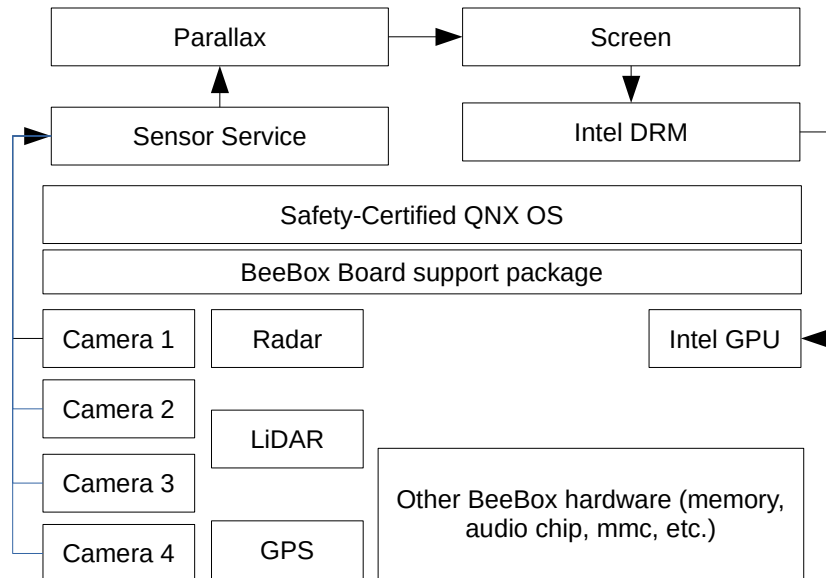 Parallax
Screen
Sensor Service
Intel DRM
Safety-Certified QNX OS
BeeBox Board support package
Camera 1
Radar
Intel GPU
Camera 2
LiDAR
Camera 3
Other BeeBox hardware (memory,
audio chip, mmc, etc.)
Camera 4
GPS